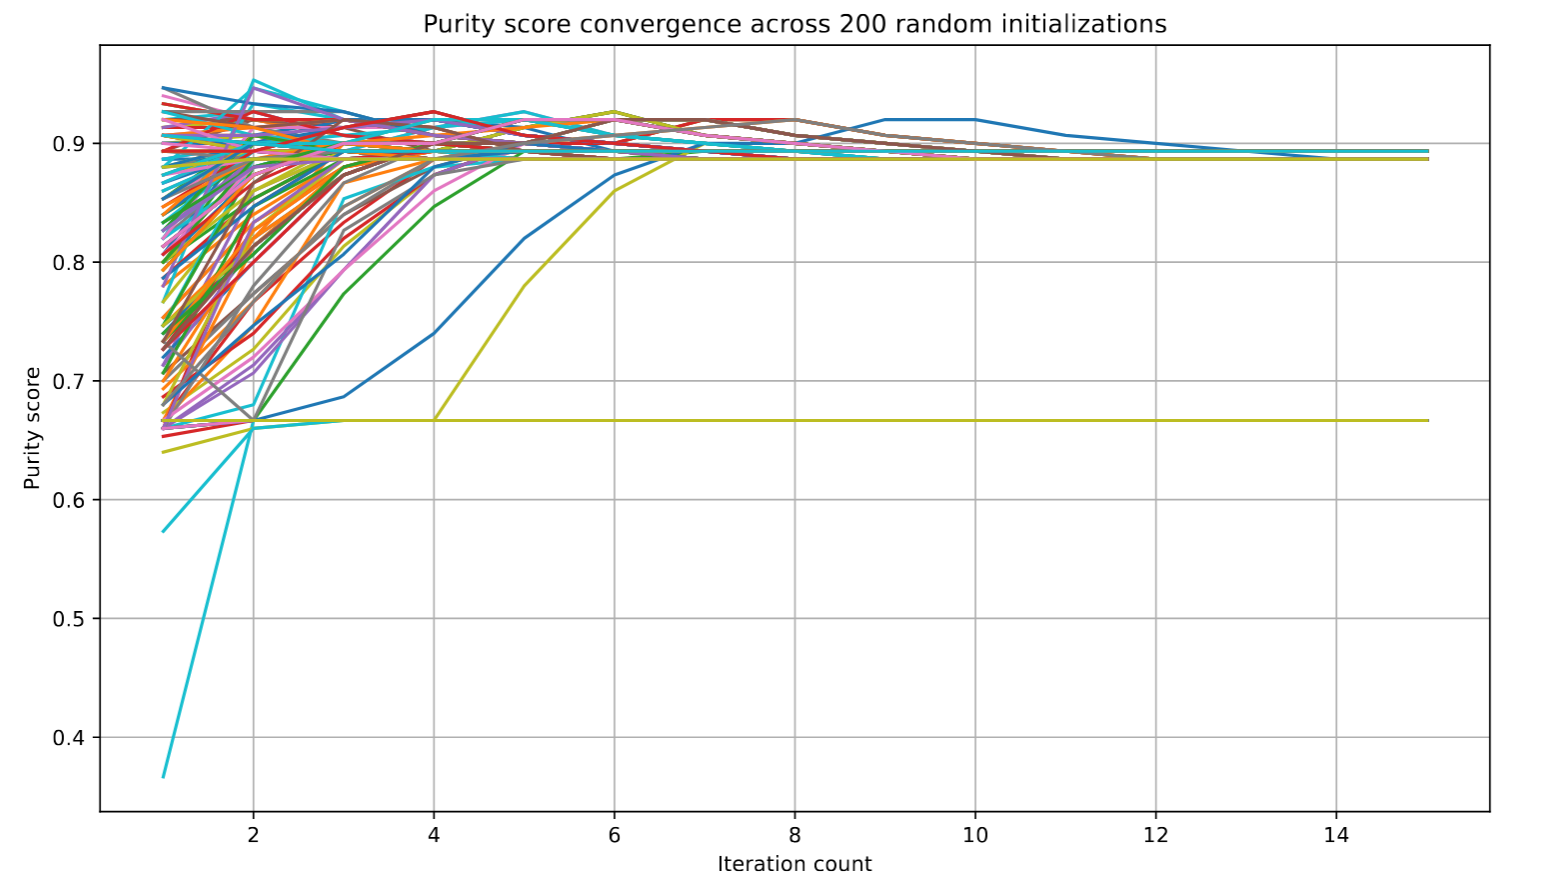 Purity score convergence across 200 random initializations
Purity score
0.9
0.8
0.7
0.6
0.5
0.4
2 4 6 8 10 12 14
Iteration count